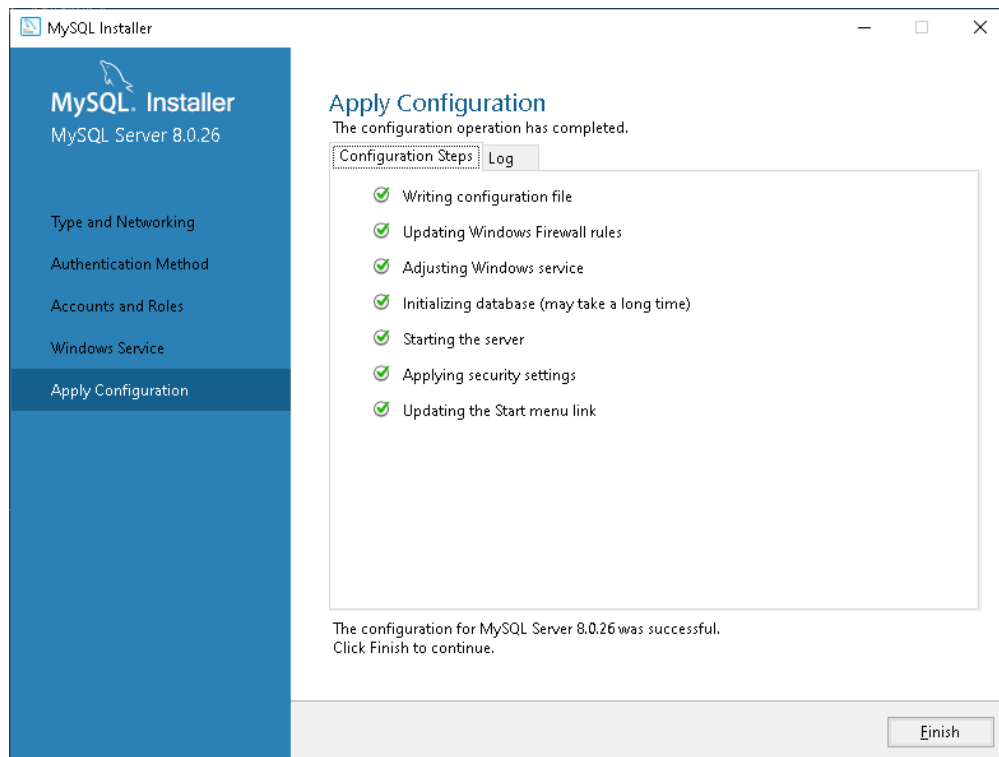 MySQL Installer
MySQL. Installer
MySQL Server 8.0.26
Type and Networking
Authentication Method
Accounts and Roles
Windows Service
Apply Configuration
Apply Configuration
The configuration operation has completed.
Configuration Steps Log
Writing configuration file
Updating Windows Firewall rules
Adjusting Windows service
Initializing database (may take a long time)
Starting the server
Applying security settings
Updating the Start menu link
The configuration for MySQL Server 8.0.26 was successful.
Click Finish to continue.
Finish